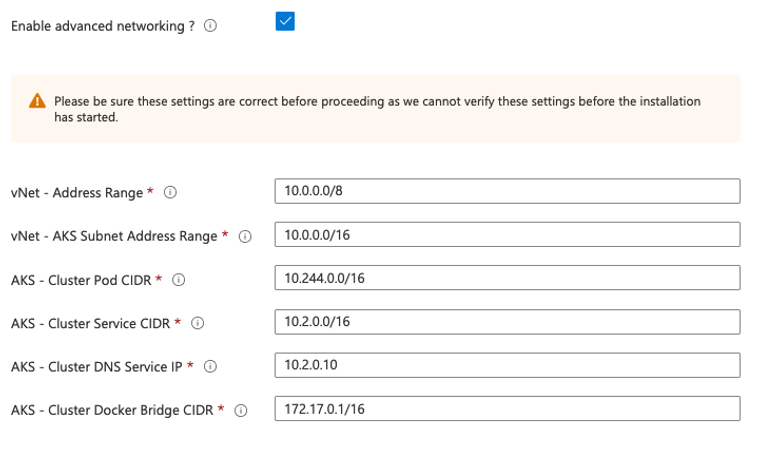 Enable advanced networking ?
Please be sure these settings are correct before proceeding as we cannot verify these settings before the installation
has started.
vNet - Address Range * 10.0.0.0/8
vNet - AKS Subnet Address Range * 10.0.0.0/16
AKS - Cluster Pod CIDR * 10.244.0.0/16
AKS - Cluster Service CIDR * 10.2.0.0/16
AKS - Cluster DNS Service IP * 10.2.0.10
AKS - Cluster Docker Bridge CIDR * 172.17.0.1/16